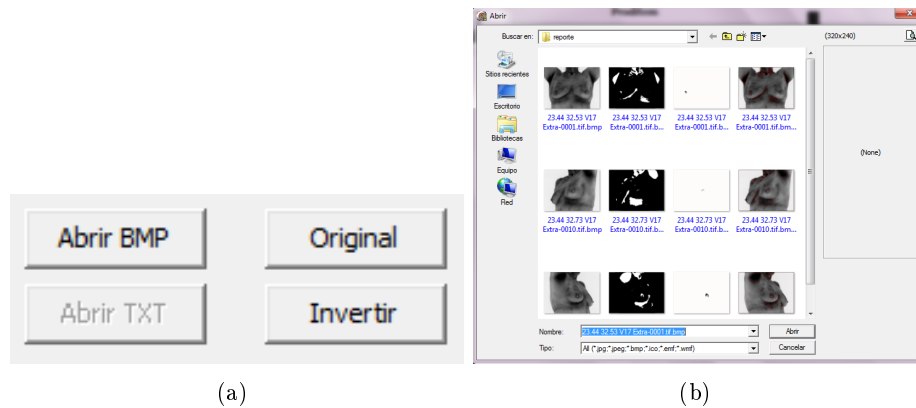 Abrir BMP
Original
Abrir TXT
Invertir
(a)
Abrir
Buscar en:
reporte
(320x240)
Sitios recientes
Escritorio
Bibliotecas
Equipo
Red
23.44 32.53 V17 Extra-0001.tif.bmp
23.44 32.53 V17 Extra-0001.tif.b...
23.44 32.53 V17 Extra-0001.tif.b...
23.44 32.53 V17 Extra-0001.tif.bm...
23.44 32.73 V17 Extra-0010.tif.bmp
23.44 32.73 V17 Extra-0010.tif.b...
23.44 32.73 V17 Extra-0010.tif.b...
23.44 32.73 V17 Extra-0010.tif.bm...
(None)
Nombre:
23.44 32.53 V17 Extra-0001.tif.bmp
Abrir
Tipo:
All (*.jpg;*.jpeg;*.bmp;*.ico;*.emf;*.wmf)
Cancelar
(b)